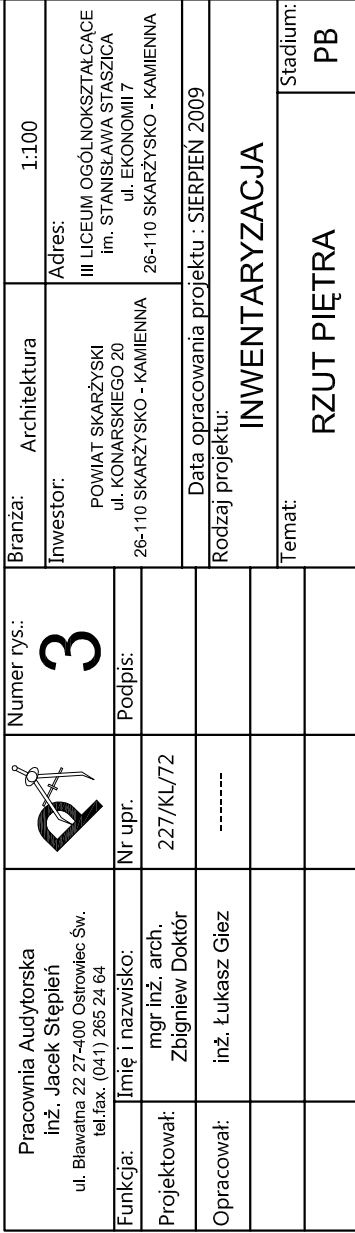 Pracownia Audytorska
inż. Jacek Stępień
ul. Bławatna 22 27-400 Ostrowiec Św.
tel.fax. (041) 265 24 64
Numer rys.:
3
Branża: Architektura
1:100
Funkcja:
Imię i nazwisko:
Nr upr.
Podpis:
Inwestor:
POWIAT SKARŻYSKI
ul. KONARSKIEGO 20
26-110 SKARŻYSKO - KAMIENNA
Adres:
III LICEUM OGÓLNOKSZTAŁCĄCE
im. STANISŁAWA STASZICA
ul. EKONOMII 7
26-110 SKARŻYSKO - KAMIENNA
Projektował:
mgr inż. arch.
Zbigniew Doktór
227/KL/72
Opracował:
inż. Łukasz Giez
-------
Data opracowania projektu : SIERPIEŃ 2009
Rodzaj projektu:
INWENTARYZACJA
Temat:
RZUT PIĘTRA
Stadium:
PB